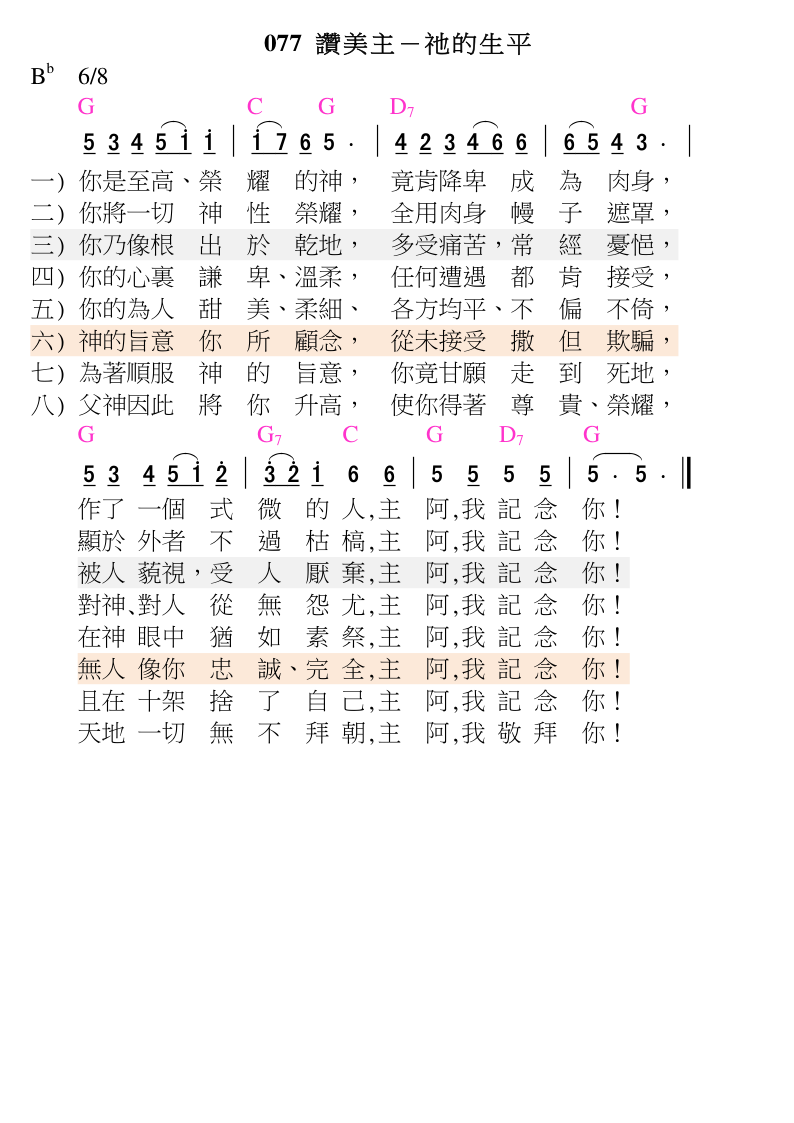 077 讚美主－祂的生平
Bb 6/8
G C G D7 G
5 3 4 5 i i | i 7 6 5 · | 4 2 3 4 6 6 | 6 5 4 3 · |
一) 你是至高、榮 耀 的神， 竟肯降卑 成 為 肉身，
二) 你將一切 神 性 榮耀， 全用肉身 幔 子 遮罩，
三) 你乃像根 出 於 乾地， 多受痛苦，常 經 憂悒，
四) 你的心裏 謙 卑、溫柔， 任何遭遇 都 肯 接受，
五) 你的為人 甜 美、柔細、 各方均平、不 偏 不倚，
六) 神的旨意 你 所 顧念， 從未接受 撒 但 欺騙，
七) 為著順服 神 的 旨意， 你竟甘願 走 到 死地，
八) 父神因此 將 你 升高， 使你得著 尊 貴、榮耀，
G G7 C G D7 G
5 3 4 5 i 2̇ | 3̇ 2̇ i 6 6 | 5 5 5 5 | 5 · 5 · ‖
作了 一個 式 微 的 人,主 阿,我 記 念 你！
顯於 外者 不 過 枯 槁,主 阿,我 記 念 你！
被人 藐視，受 人 厭 棄,主 阿,我 記 念 你！
對神、對人 從 無 怨 尤,主 阿,我 記 念 你！
在神 眼中 猶 如 素 祭,主 阿,我 記 念 你！
無人 像你 忠 誠、完 全,主 阿,我 記 念 你！
且在 十架 捨 了 自 己,主 阿,我 記 念 你！
天地 一切 無 不 拜 朝,主 阿,我 敬 拜 你！